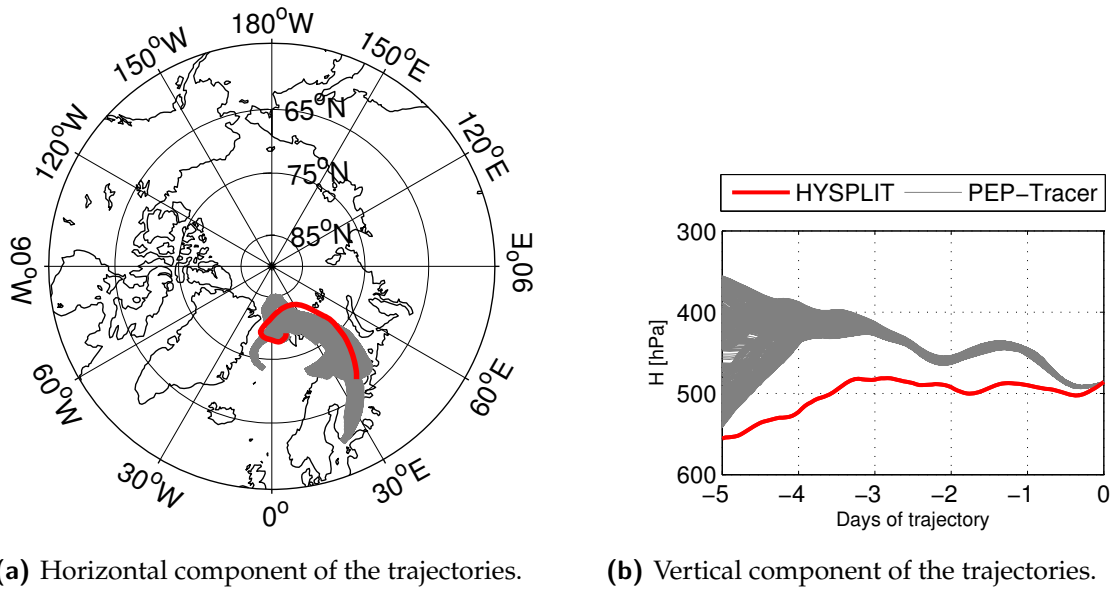 180°W
150°W
150°E
65°N
120°W
120°E
75°N
85°N
90°W
90°E
60°W
60°E
30°W
30°E
0°
HYSPLIT
PEP−Tracer
300
400
500
600
H [hPa]
−5
−4
−3
−2
−1
0
Days of trajectory
(a) Horizontal component of the trajectories.
(b) Vertical component of the trajectories.